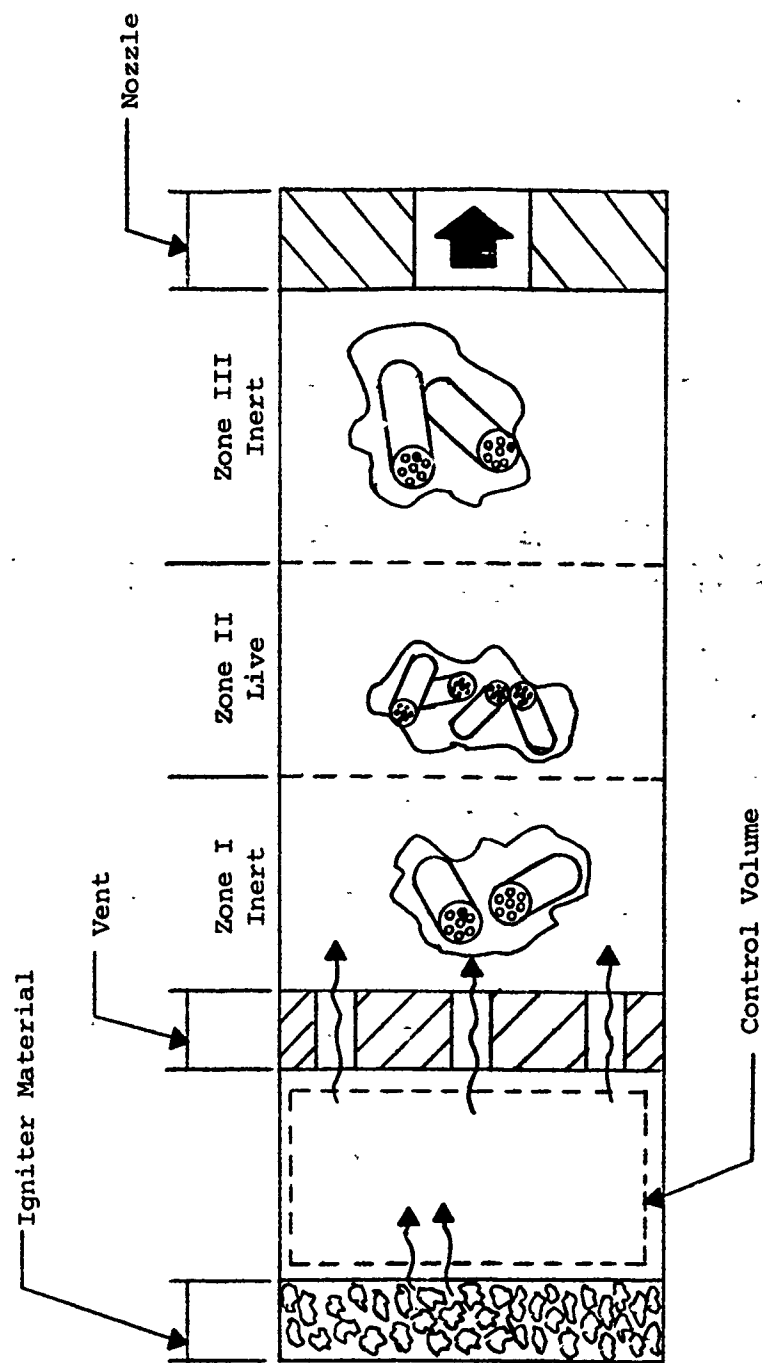 Igniter Material
Vent
Zone I
Inert
Zone II
Live
Zone III
Inert
Nozzle
Control Volume